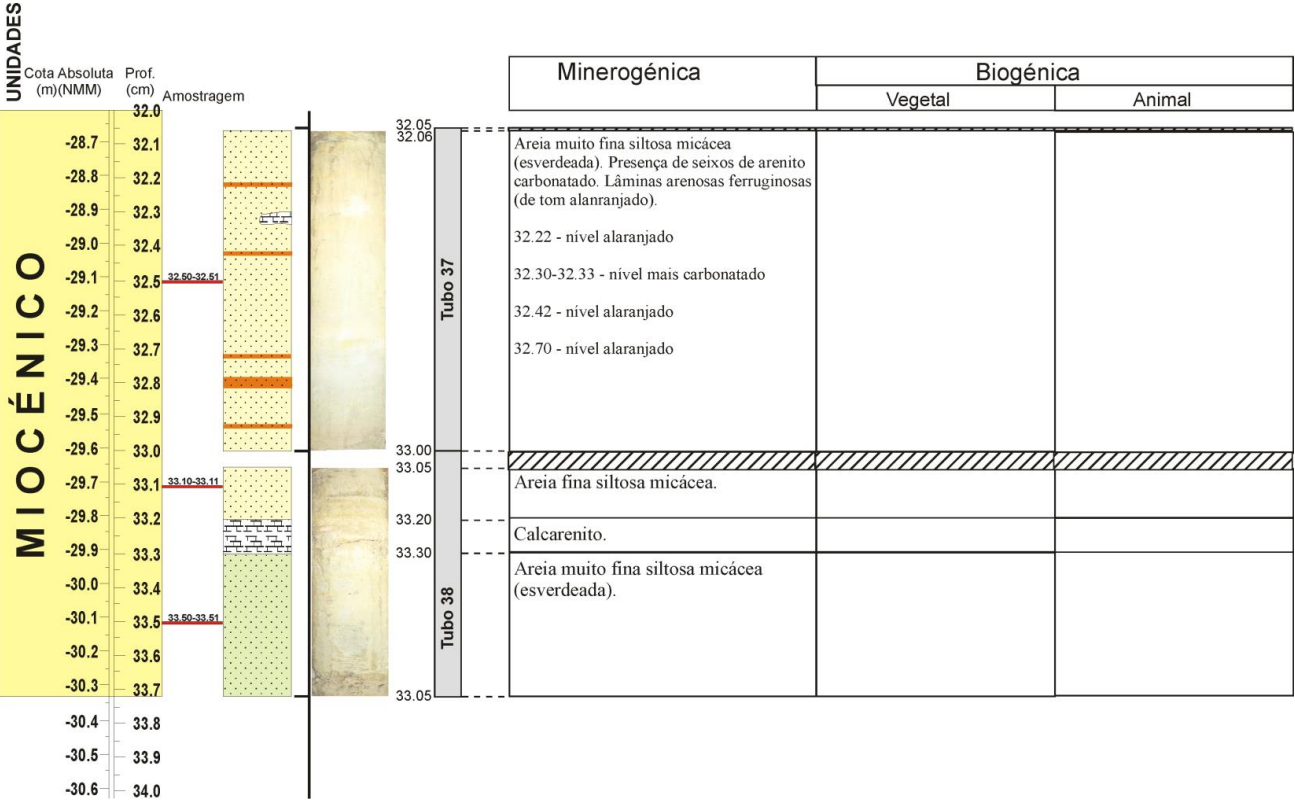 UNIDADES
Cota Absoluta
(m)(NMM)
Prof.
(cm)
Amostragem
Minerogénica
Biogénica
Vegetal
Animal
MIOCÉNICO
-28.7
-28.8
-28.9
-29.0
-29.1
-29.2
-29.3
-29.4
-29.5
-29.6
-29.7
-29.8
-29.9
-30.0
-30.1
-30.2
-30.3
-30.4
-30.5
-30.6
32.0
32.1
32.2
32.3
32.4
32.5
32.6
32.7
32.8
32.9
33.0
33.1
33.2
33.3
33.4
33.5
33.6
33.7
33.8
33.9
34.0
32.50-32.51
33.10-33.11
33.50-33.51
32.05
32.06
33.00
33.05
33.20
33.30
33.05
Tubo 37
Tubo 38
Areia muito fina siltosa micácea
(esverdeada). Presença de seixos de arenito
carbonatado. Lâminas arenosas ferruginosas
(de tom alanranjado).
32.22 - nível alaranjado
32.30-32.33 - nível mais carbonatado
32.42 - nível alaranjado
32.70 - nível alaranjado
Areia fina siltosa micácea.
Calcarenito.
Areia muito fina siltosa micácea
(esverdeada).